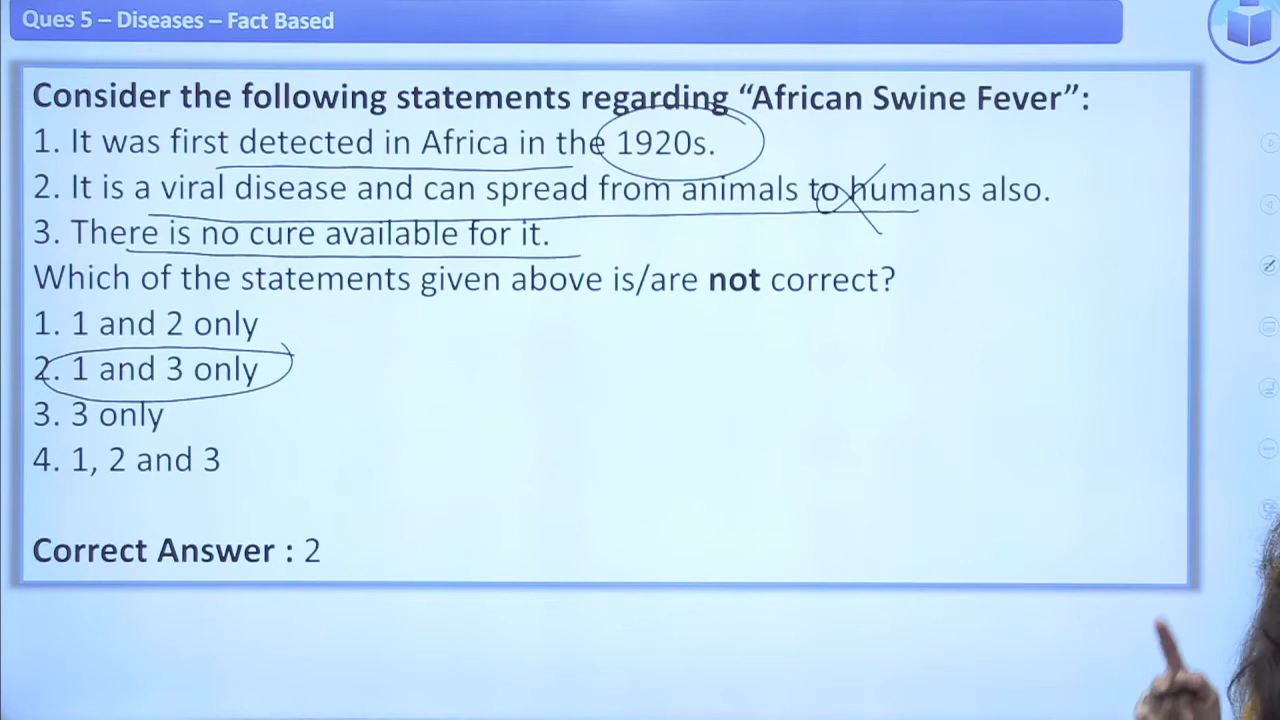 Ques 5 – Diseases – Fact Based
Consider the following statements regarding “African Swine Fever”:
1. It was first detected in Africa in the 1920s.
2. It is a viral disease and can spread from animals to humans also.
3. There is no cure available for it.
Which of the statements given above is/are not correct?
1. 1 and 2 only
2. 1 and 3 only
3. 3 only
4. 1, 2 and 3
Correct Answer : 2